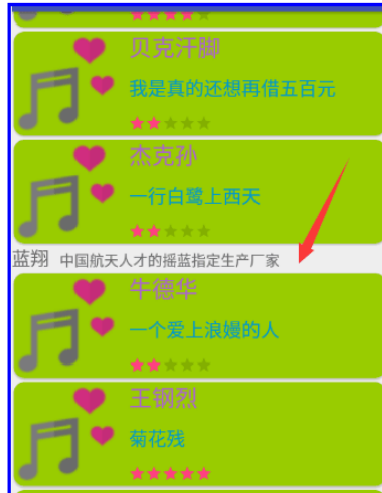 贝克汗脚
我是真的还想再借五百元
杰克孙
一行白鹭上西天
蓝翔 中国航天人才的摇蓝指定生产厂家
牛德华
一个爱上浪嫚的人
王钢烈
菊花残